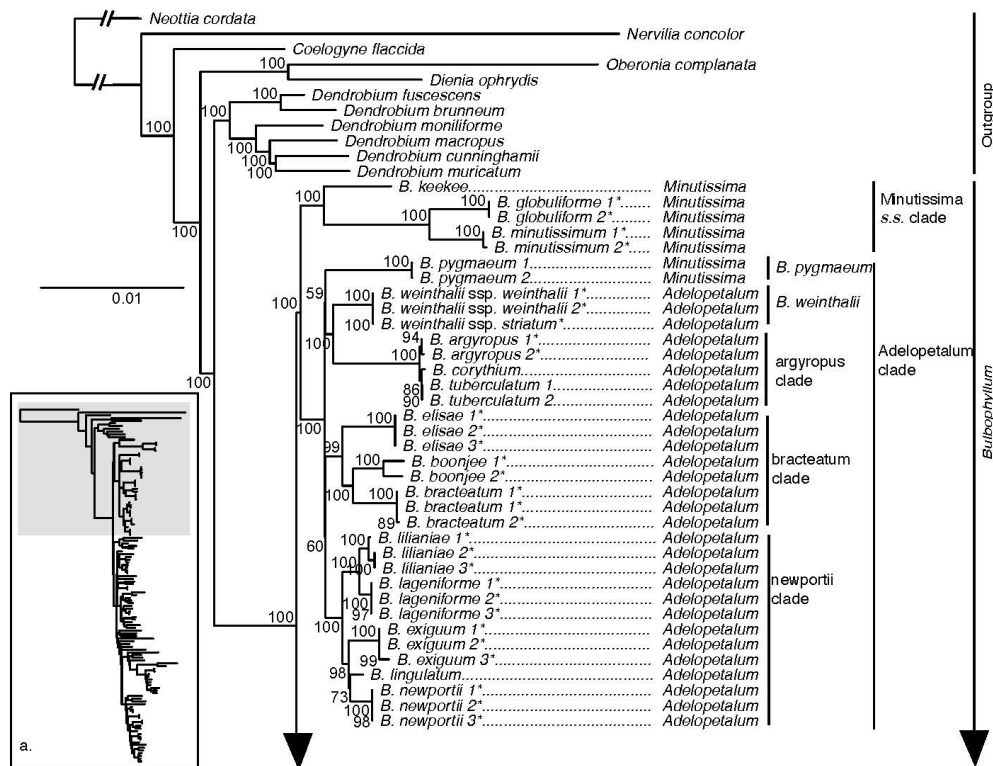 Neottia cordata
Nervilia concolor
Coelogyne flaccida
100 Oberonia complanata
Dienia ophrydis
100 Dendrobium fuscescens
100 Dendrobium brunneum
Dendrobium moniliforme
100 100 Dendrobium macropus
100 Dendrobium cunninghamii
100 Dendrobium muricatum
Outgroup
100 B. keekee Minutissima
100 B. globuliforme 1* Minutissima
100 B. globuliform 2* Minutissima
100 B. minutissimum 1* Minutissima
B. minutissimum 2* Minutissima
Minutissima
s.s. clade
100
100 B. pygmaeum 1 Minutissima
B. pygmaeum 2 Minutissima
B. pygmaeum
0.01
100
59
100 B. weinthalii ssp. weinthalii 1* Adelopetalum
B. weinthalii ssp. weinthalii 2* Adelopetalum
100 B. weinthalii ssp. striatum* Adelopetalum
B. weinthalii
100
94 B. argyropus 1* Adelopetalum
100 B. argyropus 2* Adelopetalum
B. corythium Adelopetalum
86 B. tuberculatum 1 Adelopetalum
90 B. tuberculatum 2 Adelopetalum
argyropus
clade
Adelopetalum
clade
Bulbophyllum
100
100
99
100 B. elisae 1* Adelopetalum
B. elisae 2* Adelopetalum
B. elisae 3* Adelopetalum
100 B. boonjee 1* Adelopetalum
B. boonjee 2* Adelopetalum
100 100 B. bracteatum 1* Adelopetalum
B. bracteatum 1* Adelopetalum
89 B. bracteatum 2* Adelopetalum
bracteatum
clade
60
100 B. lilianiae 1* Adelopetalum
B. lilianiae 2* Adelopetalum
100 100 B. lilianiae 3* Adelopetalum
100 B. lageniforme 1* Adelopetalum
100 B. lageniforme 2* Adelopetalum
100 97 B. lageniforme 3* Adelopetalum
100 B. exiguum 1* Adelopetalum
B. exiguum 2* Adelopetalum
99 B. exiguum 3* Adelopetalum
98 B. lingulatum Adelopetalum
73 B. newportii 1* Adelopetalum
100 B. newportii 2* Adelopetalum
98 B. newportii 3* Adelopetalum
newportii
clade
100
a.